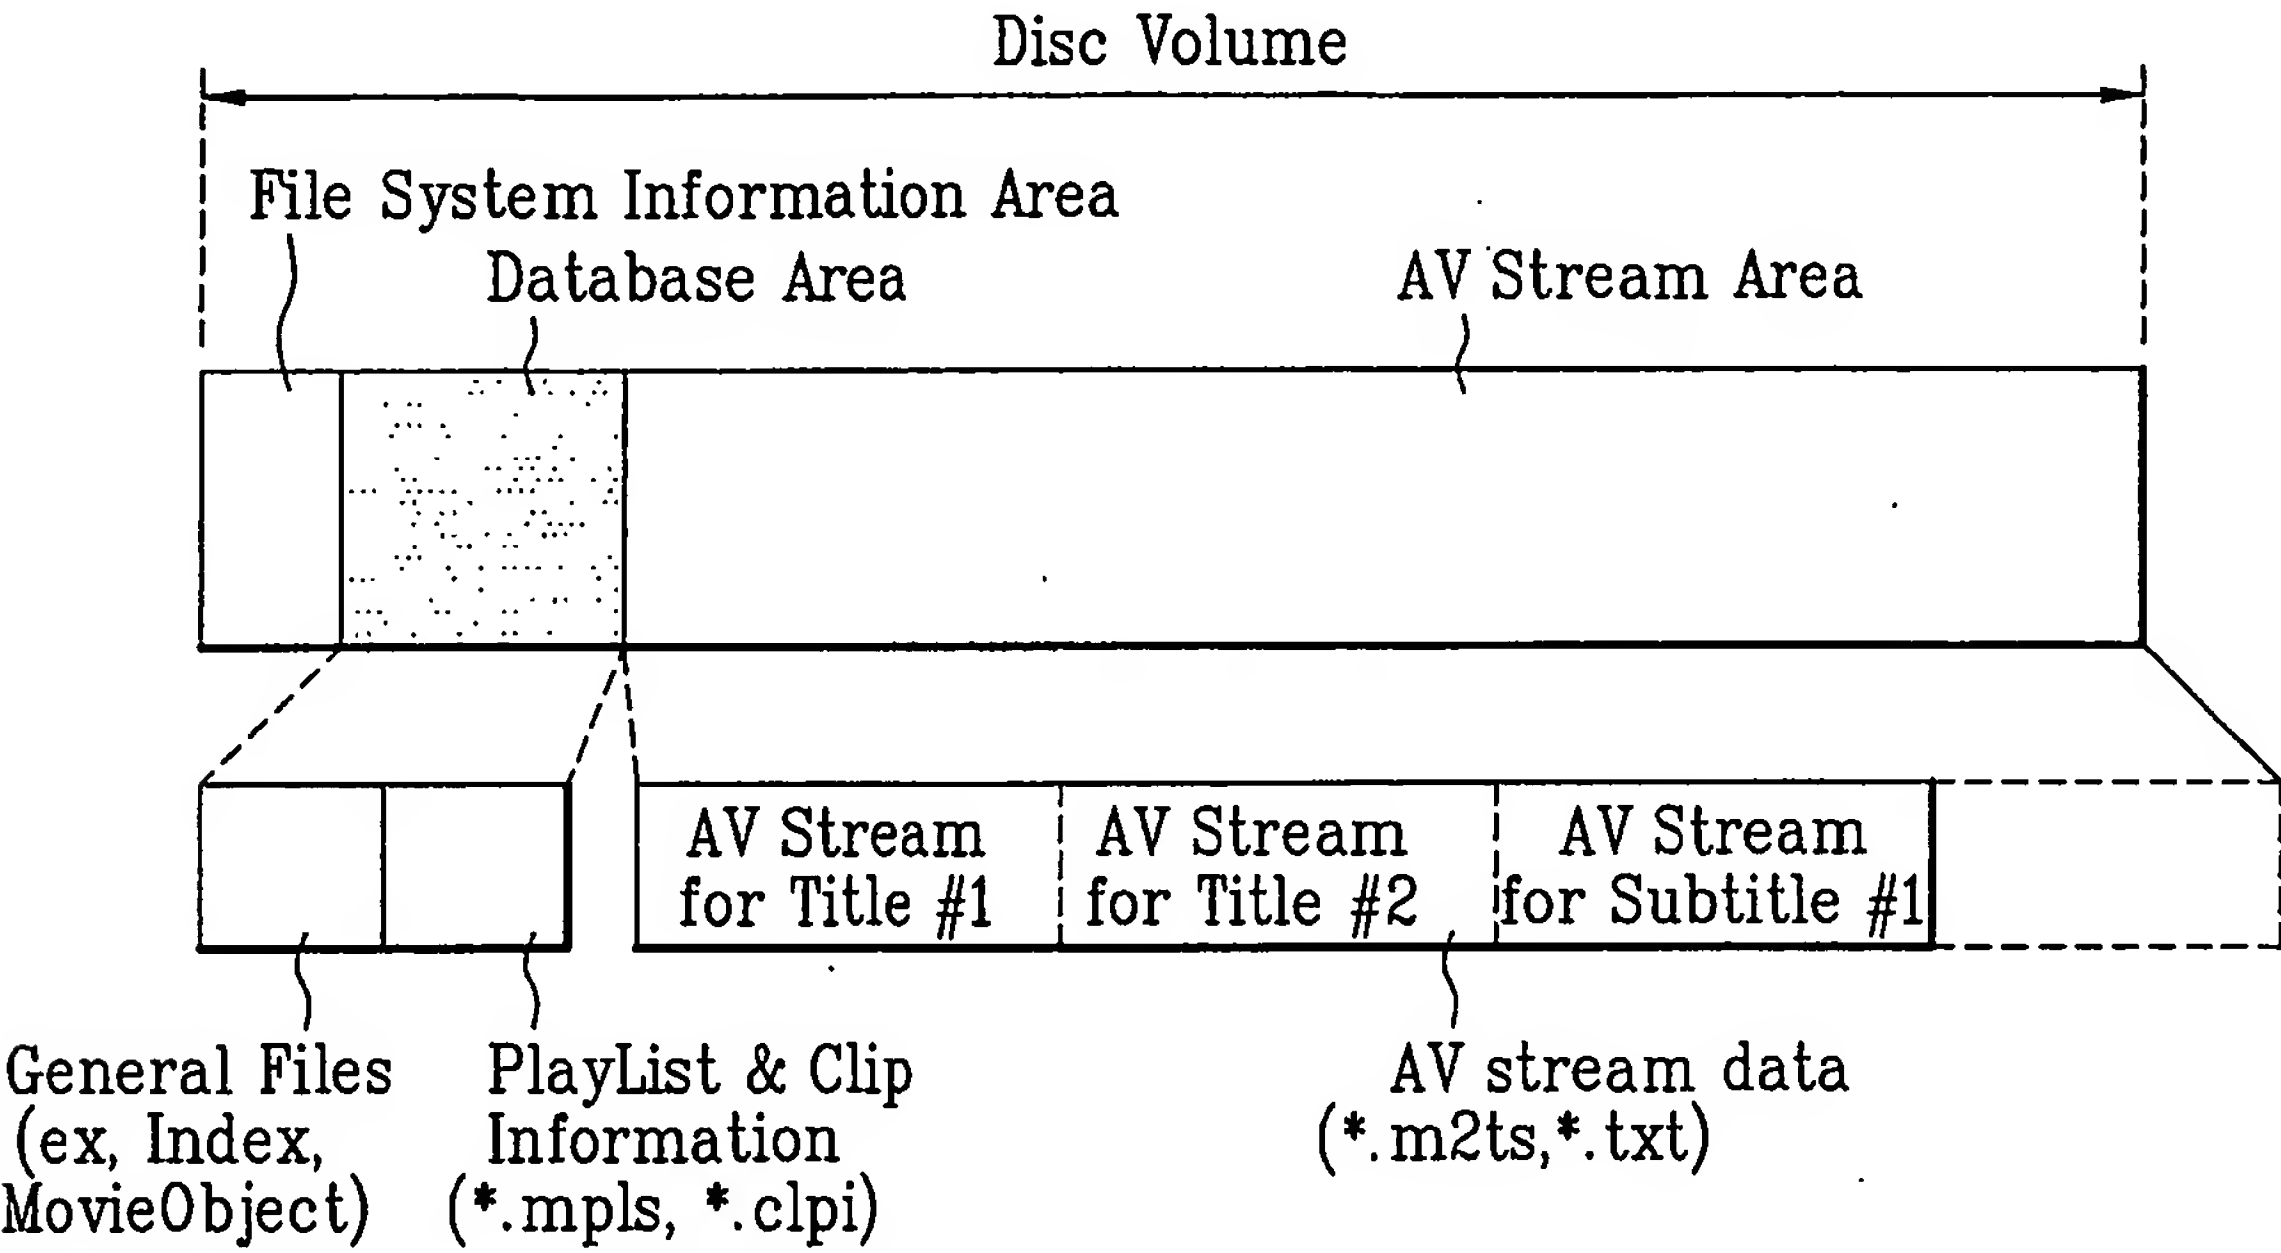 Disc Volume
File System Information Area
Database Area
AV Stream Area
AV Stream
for Title #1
AV Stream
for Title #2
AV Stream
for Subtitle #1
General Files
(ex, Index,
MovieObject)
PlayList & Clip
Information
(*.mpls, *.clpi)
AV stream data
(*.m2ts,*.txt)